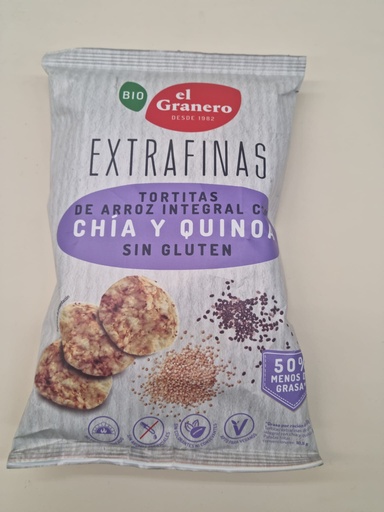 BIO
el
Granero
DESDE 1982
EXTRAFINAS
TORTITAS
DE ARROZ INTEGRAL
CHÍA Y QUINOA
SIN GLUTEN
50%
MENOS
GRASA*